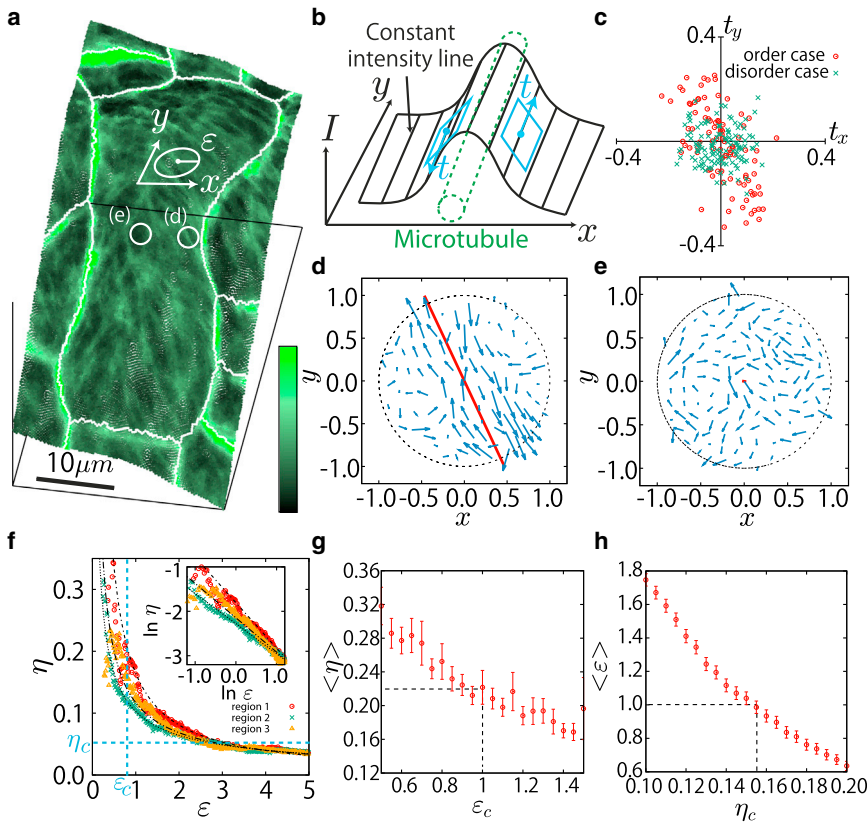 a
y
ε
x
(e)
(d)
10μm
b
Constant
intensity line
y
I
t
t
x
Microtubule
c
0.4
t_y
order case
disorder case
t_x
-0.4
0.4
-0.4
d
1.0
0.5
0.0
-0.5
-1.0
y
-1.0
-0.5
0.0
0.5
1.0
x
e
1.0
0.5
0.0
-0.5
-1.0
y
-1.0
-0.5
0.0
0.5
1.0
x
f
0.3
0.2
0.1
0.0
η
η_c
0
1
2
3
4
5
ε_c
ε
-1
-2
-3
ln η
-1.0
0.0
1.0
ln ε
region 1
region 2
region 3
g
0.36
0.32
0.28
0.24
0.20
0.16
0.12
<η>
0.6
0.8
1.0
1.2
1.4
ε_c
h
1.8
1.6
1.4
1.2
1.0
0.8
0.6
<ε>
0.10
0.12
0.14
0.16
0.18
0.20
η_c